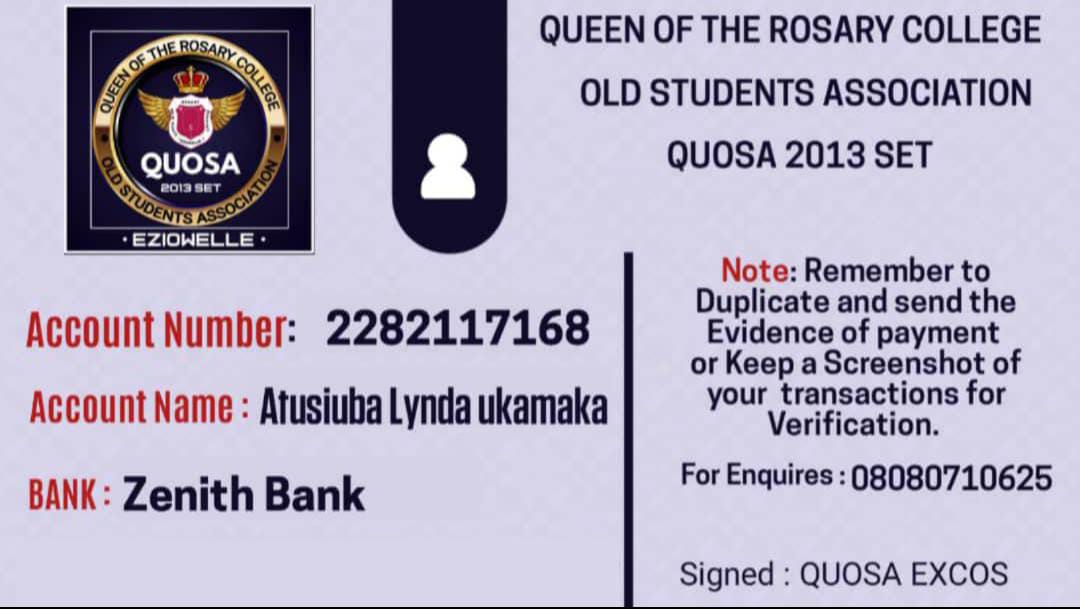 QUEEN OF THE ROSARY COLLEGE
QUOSA
2013 SET
OLD STUDENTS ASSOCIATION
· EZIOWELLE ·
QUEEN OF THE ROSARY COLLEGE
OLD STUDENTS ASSOCIATION
QUOSA 2013 SET
Account Number: 2282117168
Account Name : Atusiuba Lynda ukamaka
BANK : Zenith Bank
Note: Remember to
Duplicate and send the
Evidence of payment
or Keep a Screenshot of
your transactions for
Verification.
For Enquires : 08080710625
Signed : QUOSA EXCOS